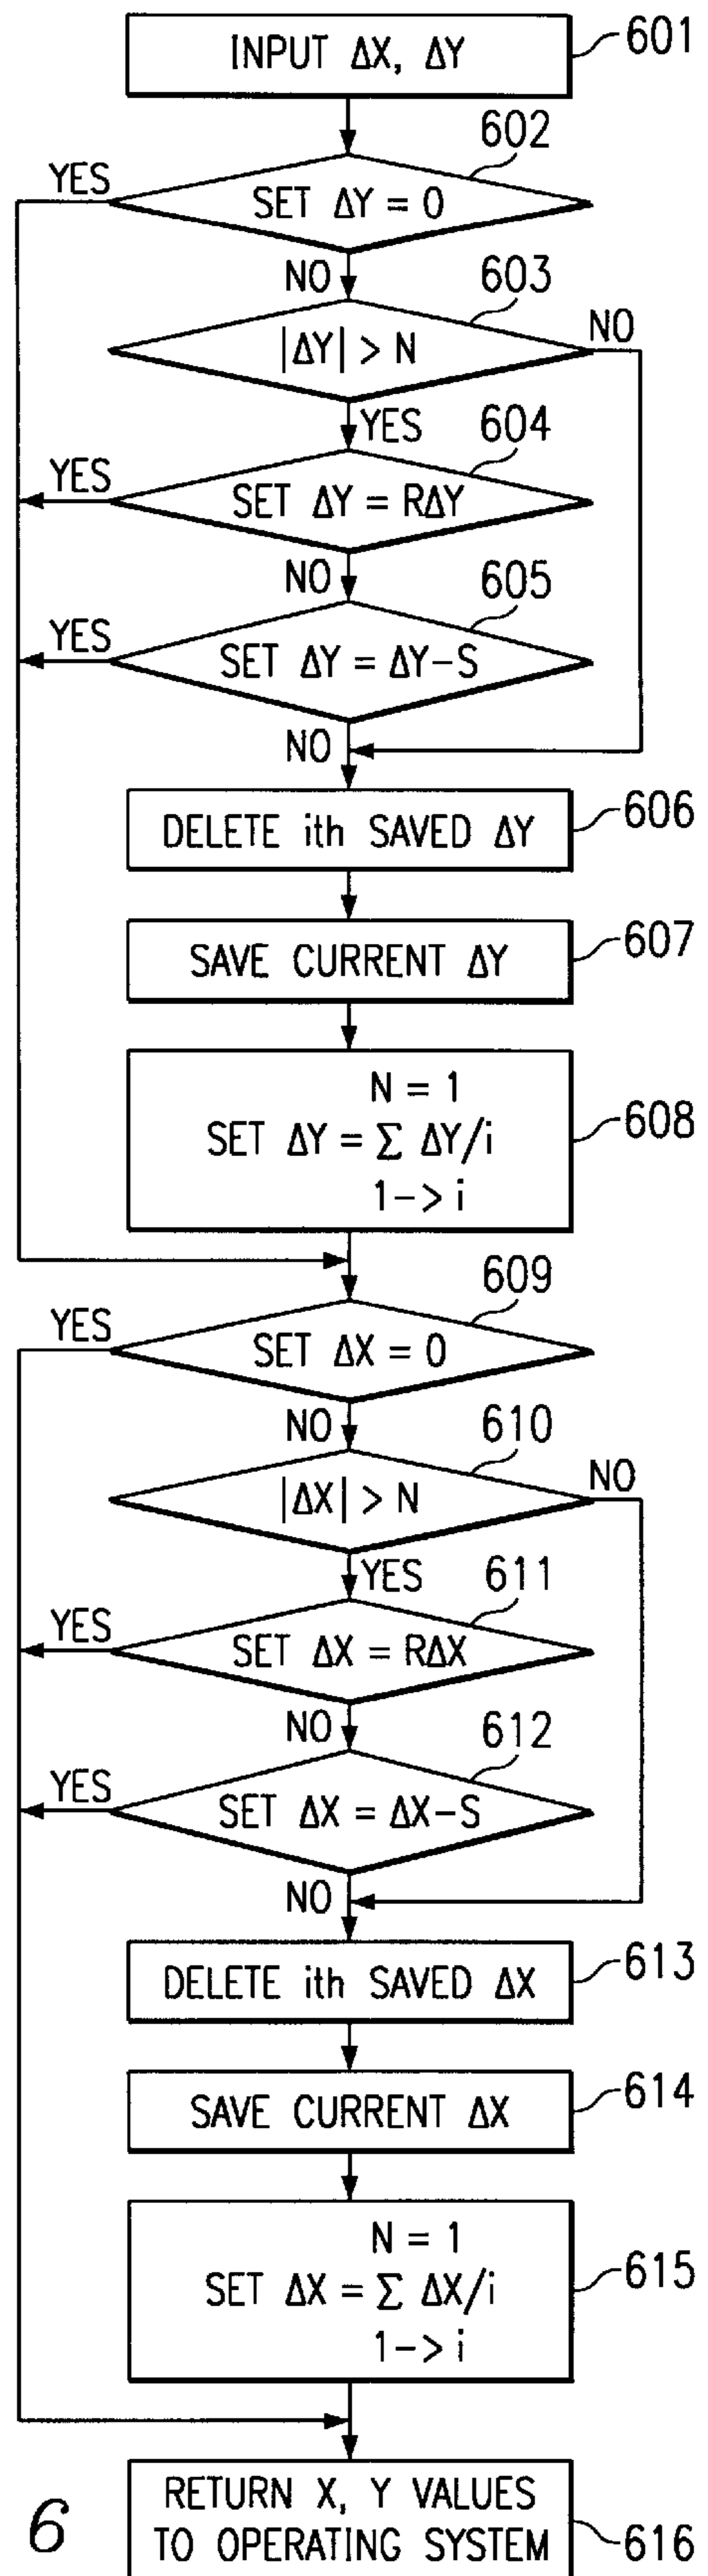 INPUT ΔX, ΔY
601
602
YES
SET ΔY = 0
NO
603
|ΔY| > N
NO
YES
604
YES
SET ΔY = RΔY
NO
605
YES
SET ΔY = ΔY-S
NO
DELETE ith SAVED ΔY
606
SAVE CURRENT ΔY
607
N = 1
SET ΔY = Σ ΔY/i
1-> i
608
609
YES
SET ΔX = 0
NO
610
|ΔX| > N
NO
YES
611
YES
SET ΔX = RΔX
NO
612
YES
SET ΔX = ΔX-S
NO
DELETE ith SAVED ΔX
613
SAVE CURRENT ΔX
614
N = 1
SET ΔX = Σ ΔX/i
1-> i
615
RETURN X, Y VALUES
TO OPERATING SYSTEM
616
6